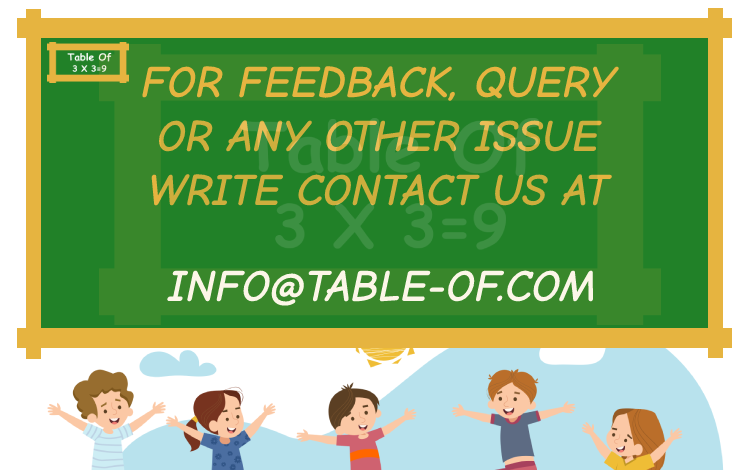 Table Of
3 X 3=9
FOR FEEDBACK, QUERY
OR ANY OTHER ISSUE
WRITE CONTACT US AT
INFO@TABLE-OF.COM
Table Of
3 X 3=9